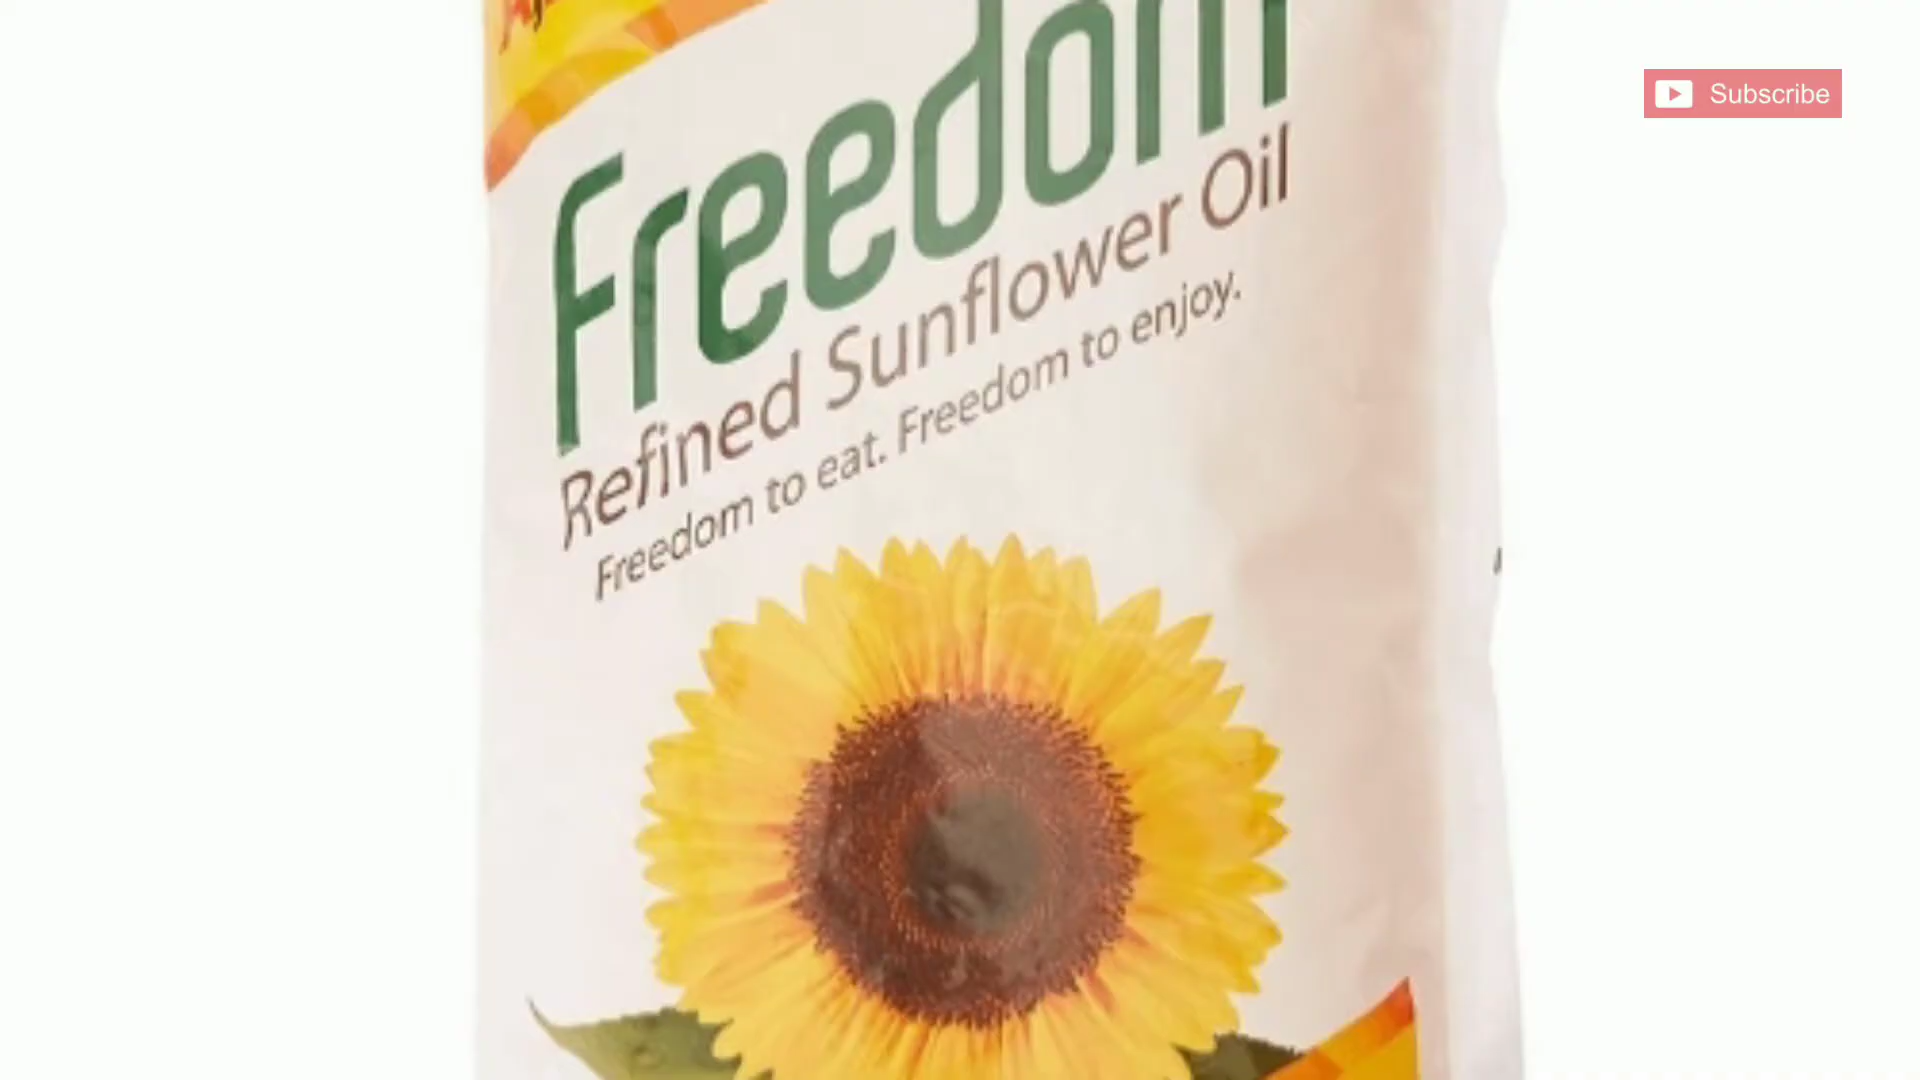 Subscribe
Freedom
Refined Sunflower Oil
Freedom to eat. Freedom to enjoy.